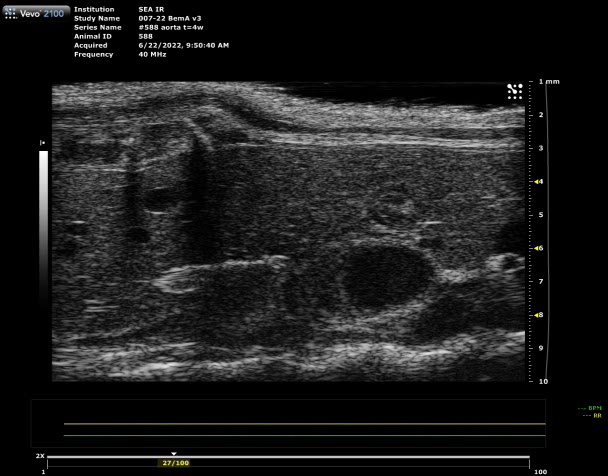 Vevo 2100
Institution SEA IR
Study Name 007-22 BemA v3
Series Name #588 aorta t=4w
Animal ID 588
Acquired 6/22/2022, 9:50:40 AM
Frequency 40 MHz
1 mm
2
3
4
5
6
7
8
9
10
--- BPM
--- RR
2X
27/100
1 100